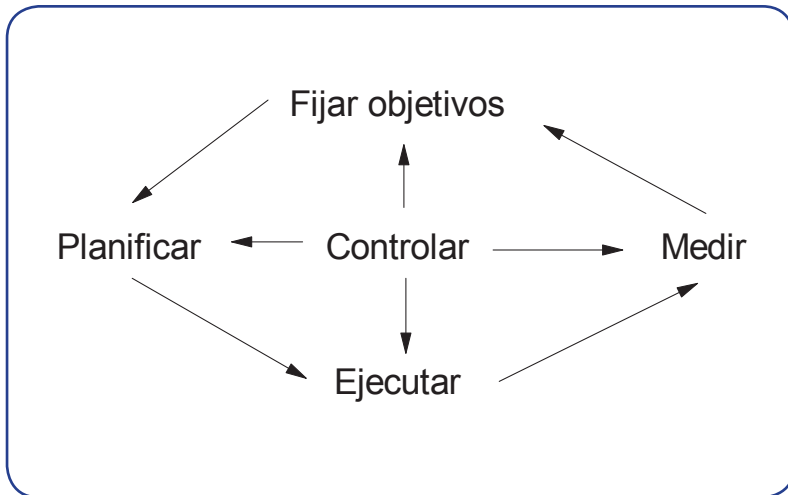 Fijar objetivos
Planificar
Controlar
Medir
Ejecutar